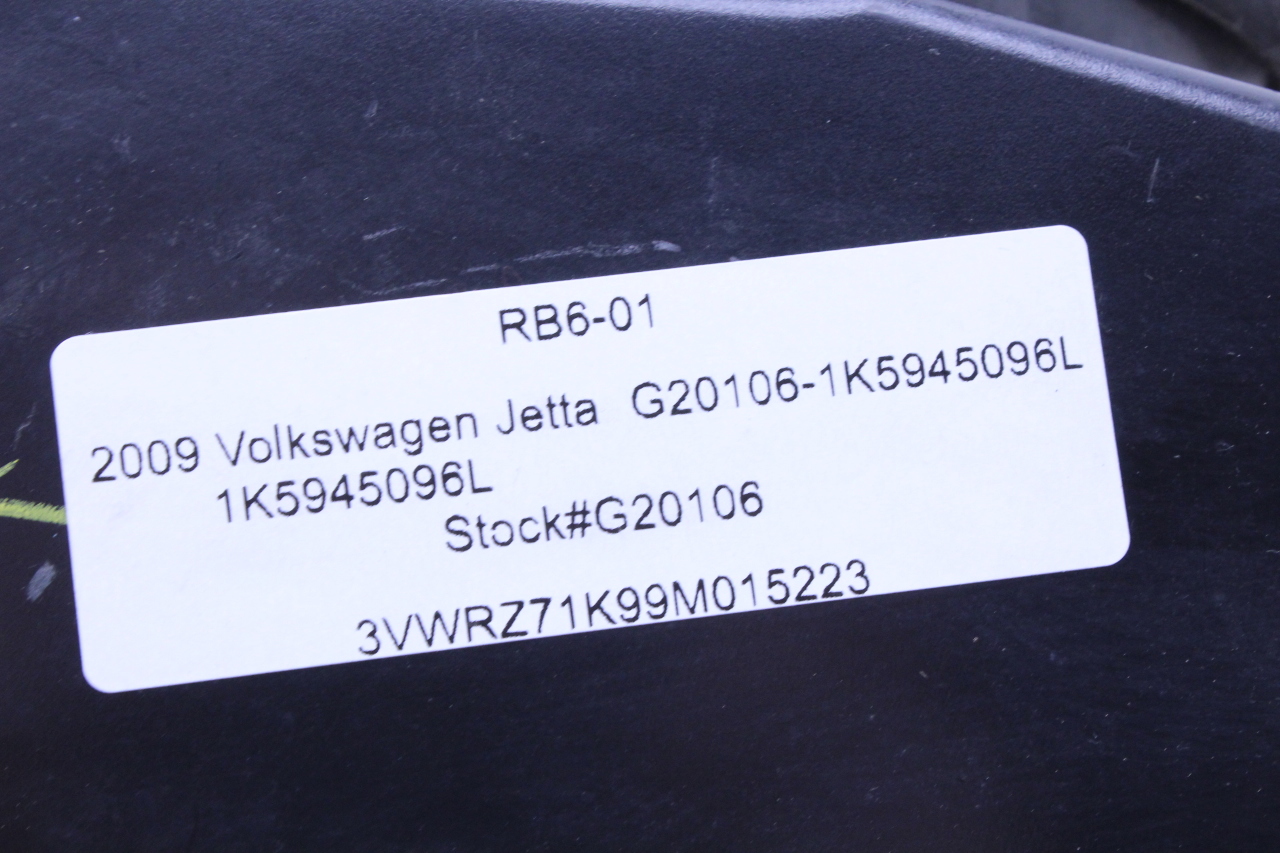 RB6-01
2009 Volkswagen Jetta G20106-1K5945096L
1K5945096L
Stock#G20106
3VWRZ71K99M015223